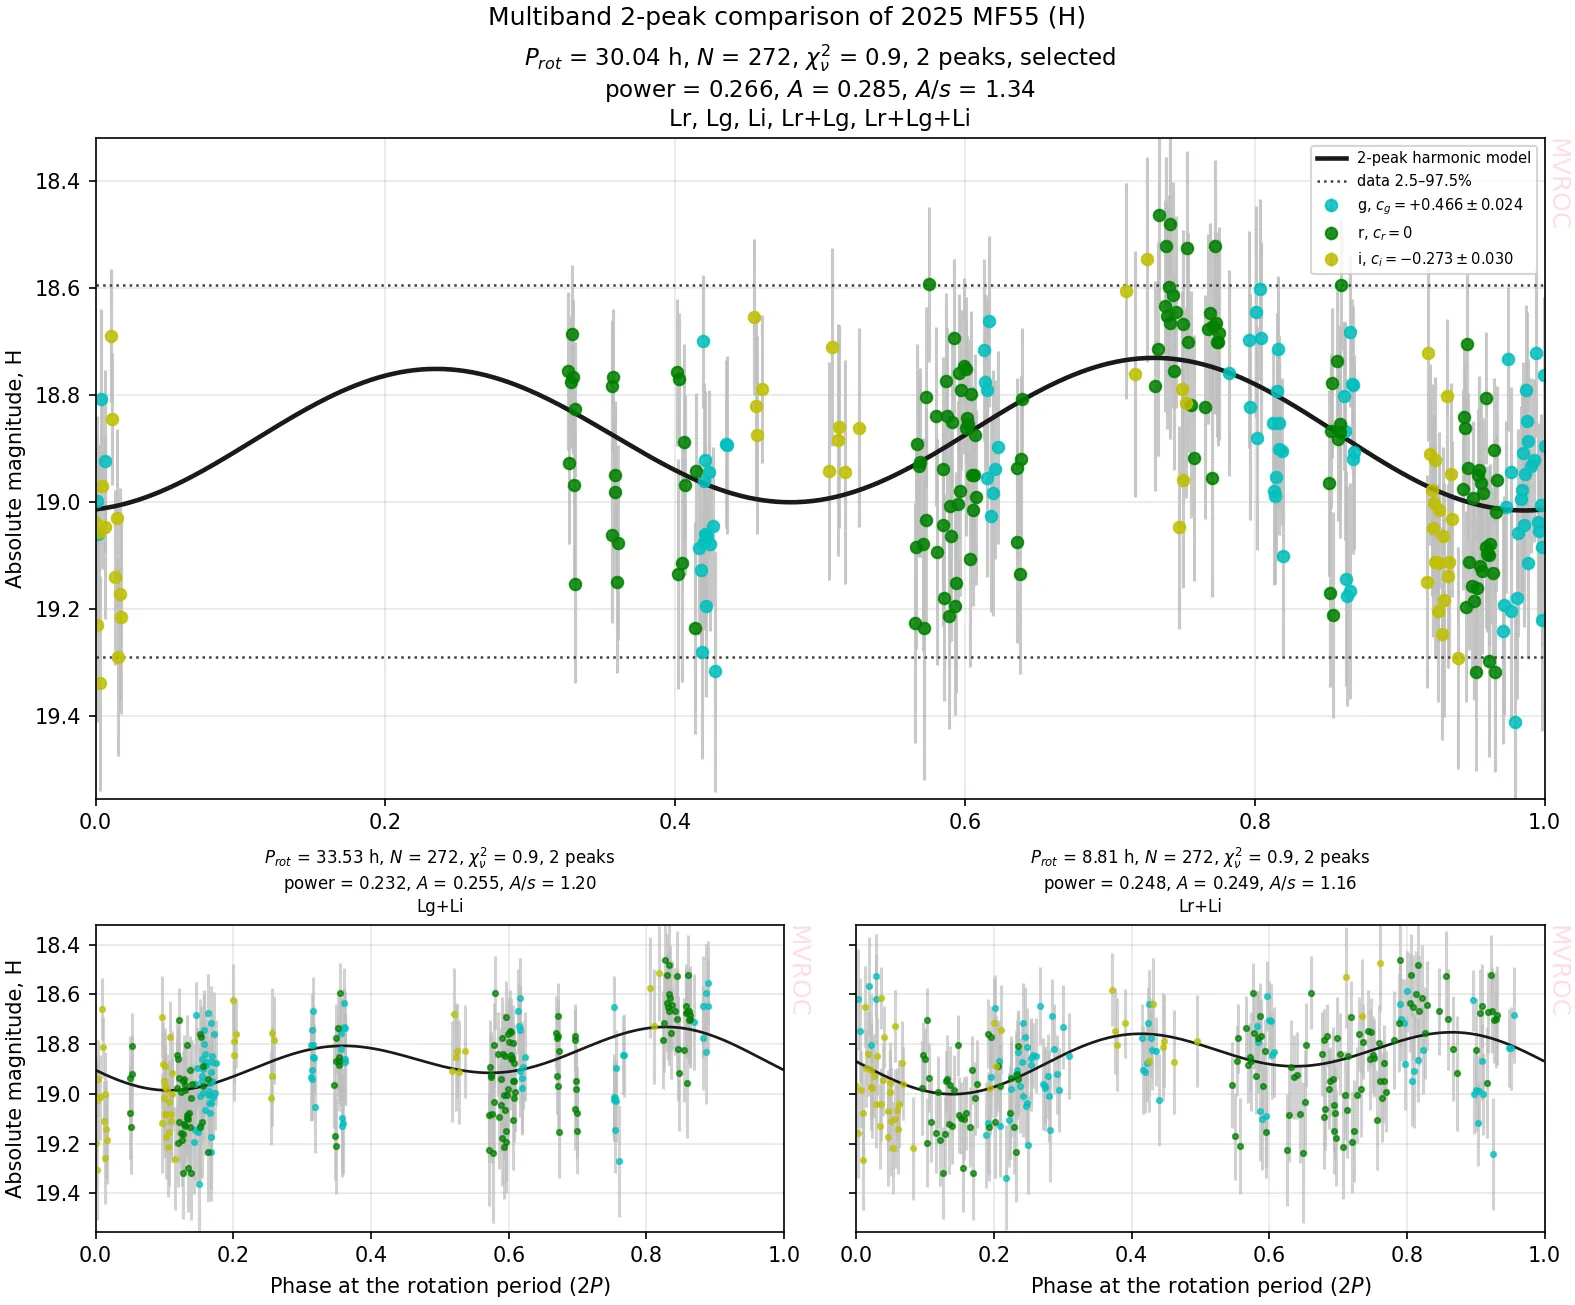 Multiband 2-peak comparison of 2025 MF55 (H)
P_rot = 30.04 h, N = 272, χ²_ν = 0.9, 2 peaks, selected
power = 0.266, A = 0.285, A/s = 1.34
Lr, Lg, Li, Lr+Lg, Lr+Lg+Li
Absolute magnitude, H
18.4
18.6
18.8
19.0
19.2
19.4
2-peak harmonic model
data 2.5–97.5%
g, c_g = +0.466 ± 0.024
r, c_r = 0
i, c_i = −0.273 ± 0.030
MVROC
0.0 0.2 0.4 0.6 0.8 1.0
P_rot = 33.53 h, N = 272, χ²_ν = 0.9, 2 peaks
power = 0.232, A = 0.255, A/s = 1.20
Lg+Li
Absolute magnitude, H
18.4
18.6
18.8
19.0
19.2
19.4
MVROC
0.0 0.2 0.4 0.6 0.8 1.0
Phase at the rotation period (2P)
P_rot = 8.81 h, N = 272, χ²_ν = 0.9, 2 peaks
power = 0.248, A = 0.249, A/s = 1.16
Lr+Li
MVROC
0.0 0.2 0.4 0.6 0.8 1.0
Phase at the rotation period (2P)